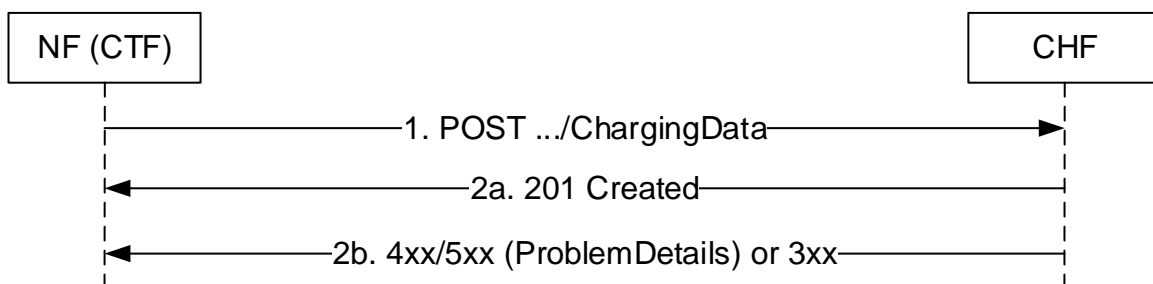 NF (CTF)
CHF
1. POST .../ChargingData
2a. 201 Created
2b. 4xx/5xx (ProblemDetails) or 3xx